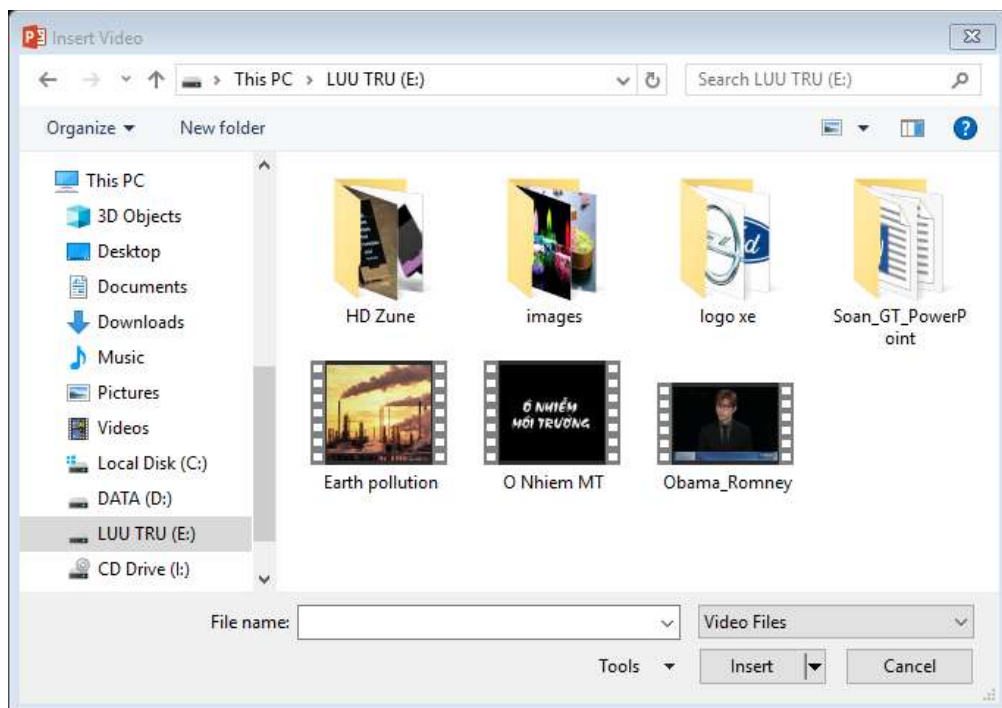 Insert Video
This PC > LUU TRU (E:)
Search LUU TRU (E:)
Organize
New folder
This PC
3D Objects
Desktop
Documents
Downloads
Music
Pictures
Videos
Local Disk (C:)
DATA (D:)
LUU TRU (E:)
CD Drive (I:)
HD Zune
images
logo xe
Soan_GT_PowerP
oint
Ô NHIỄM
MÔI TRƯỜNG
Earth pollution
O Nhiem MT
Obama_Romney
File name:
Video Files
Tools
Insert
Cancel